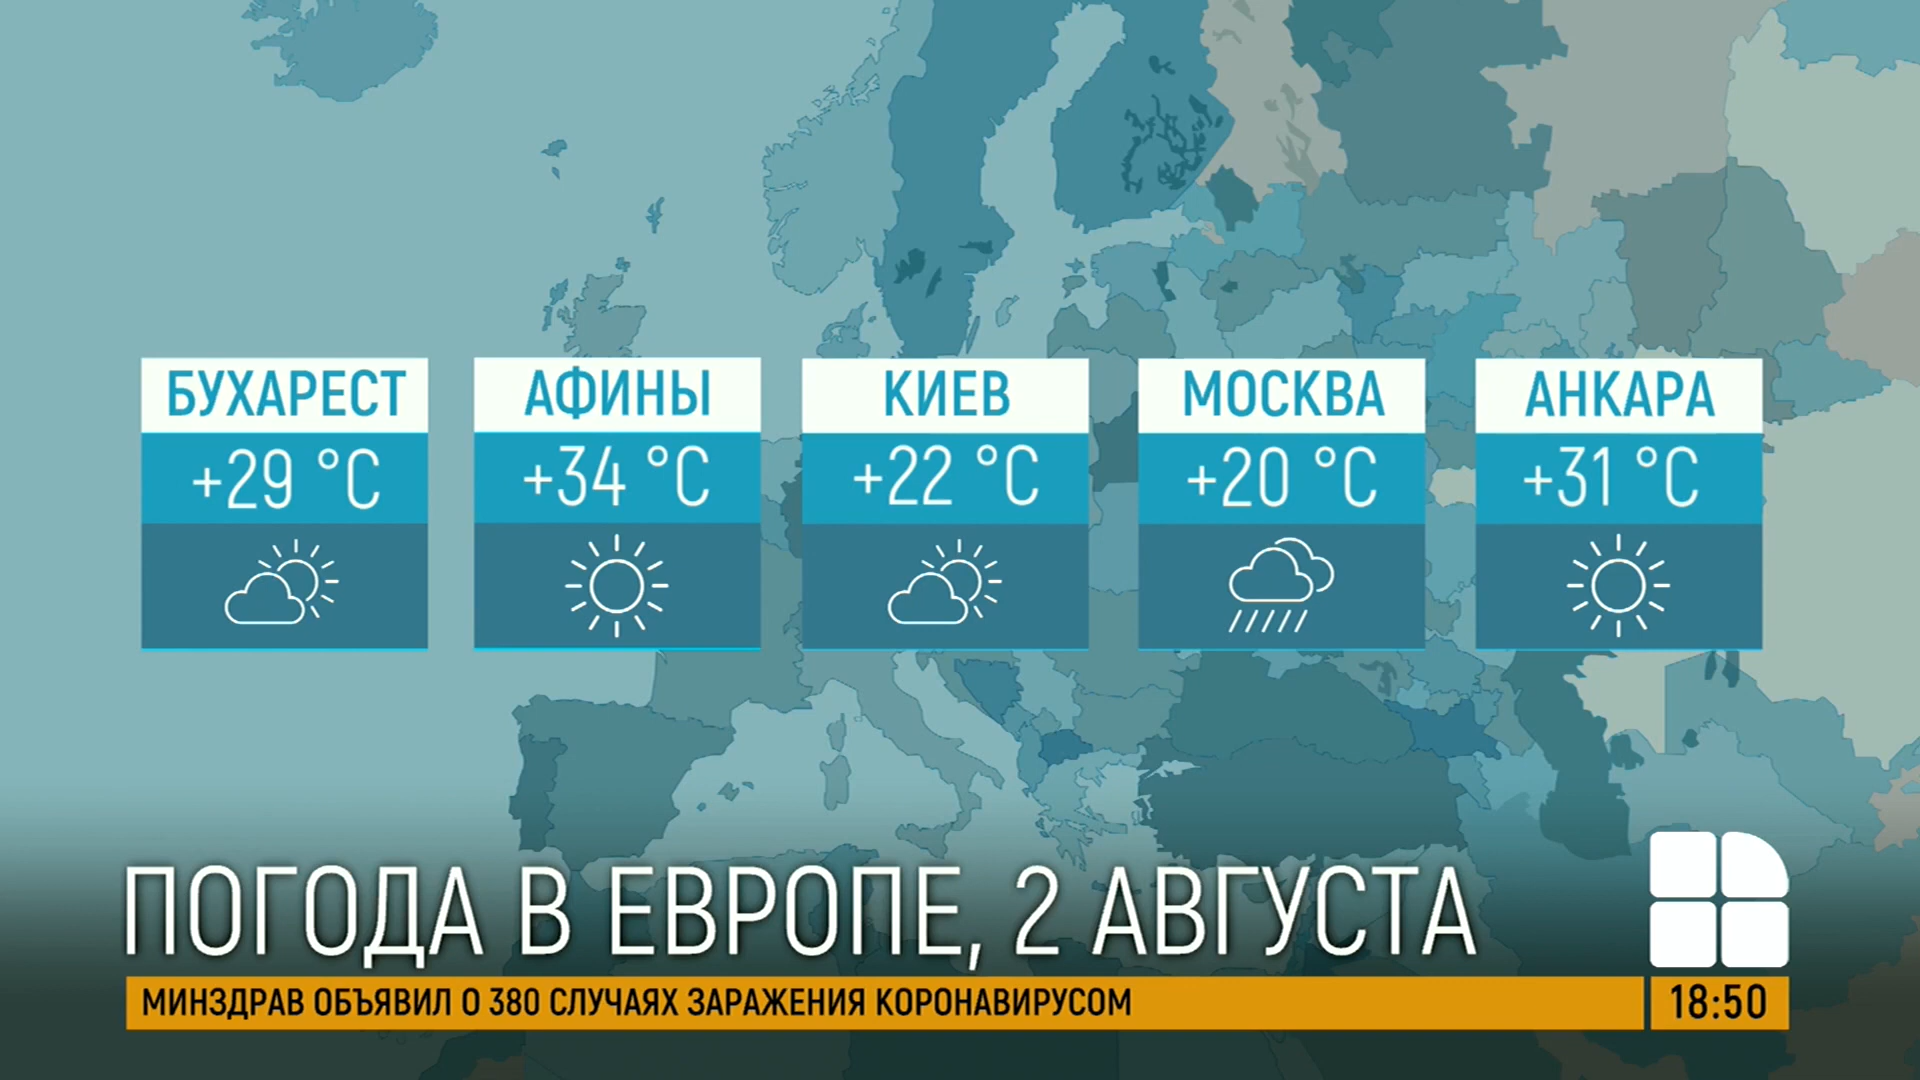 БУХАРЕСТ
+29 °C
АФИНЫ
+34 °C
КИЕВ
+22 °C
МОСКВА
+20 °C
АНКАРА
+31 °C
ПОГОДА В ЕВРОПЕ, 2 АВГУСТА
МИНЗДРАВ ОБЪЯВИЛ О 380 СЛУЧАЯХ ЗАРАЖЕНИЯ КОРОНАВИРУСОМ
18:50